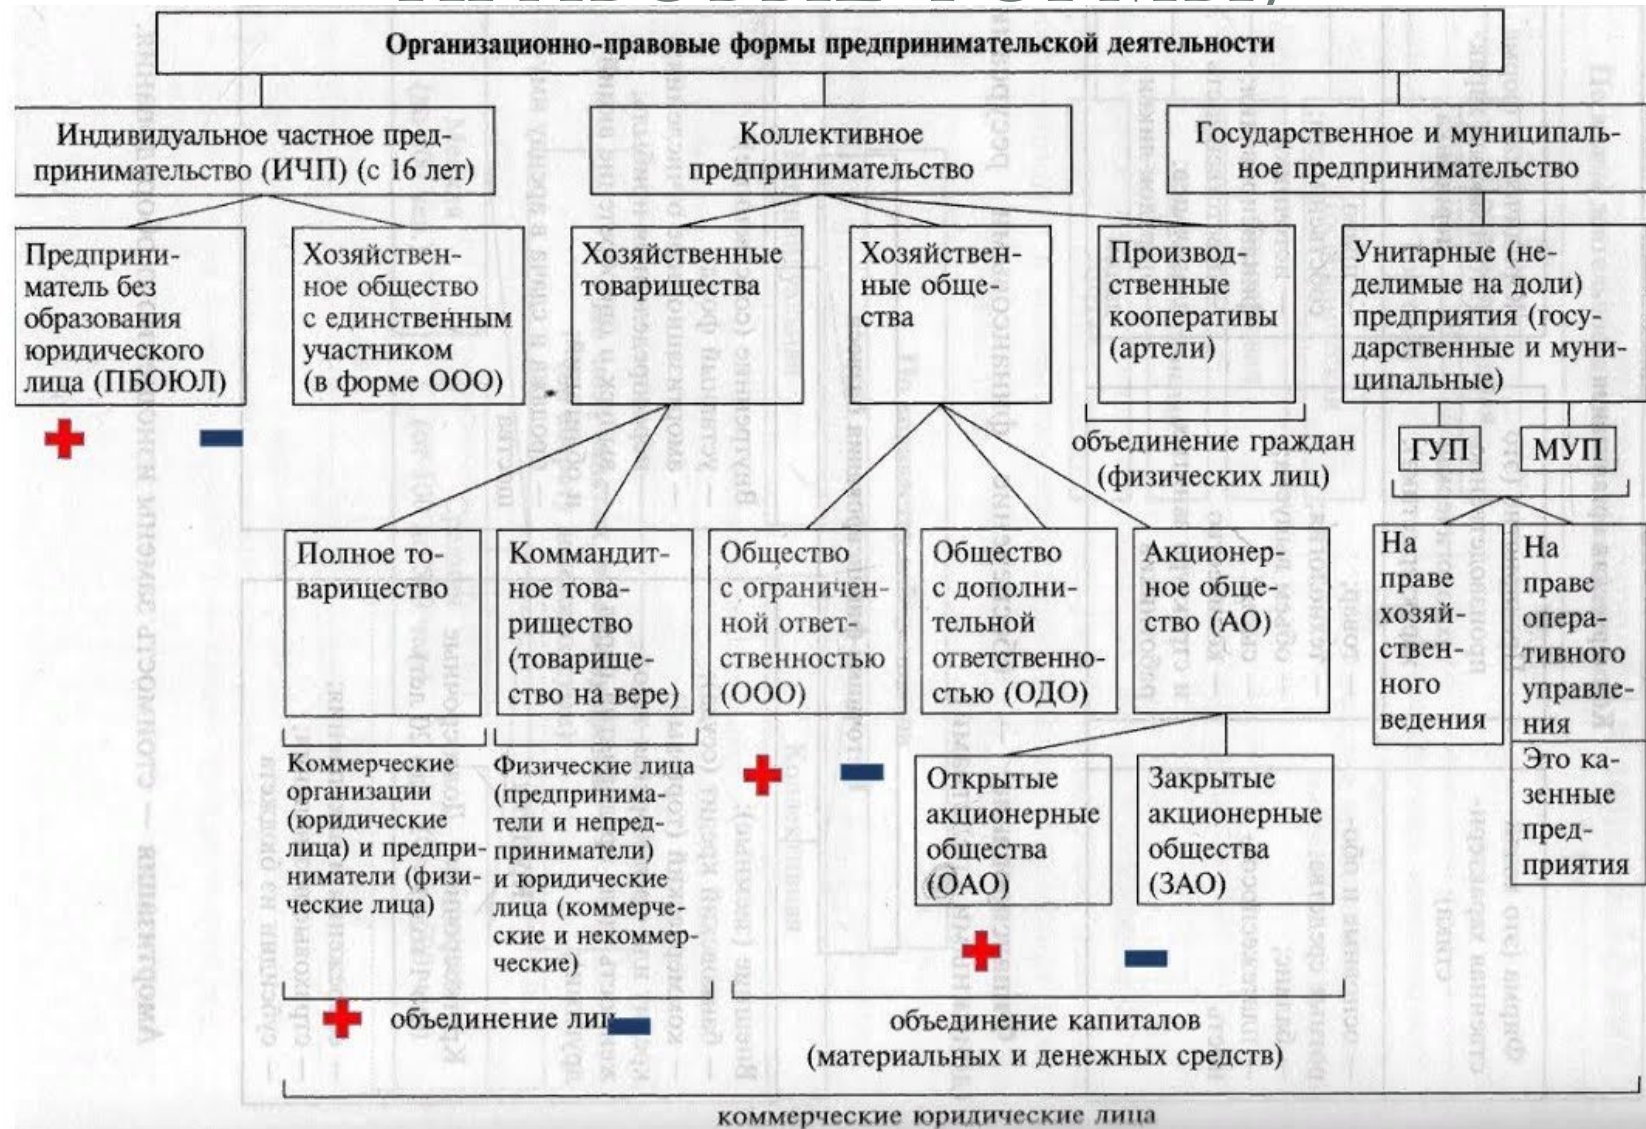 Организационно-правовые формы предпринимательской деятельности
Индивидуальное частное пред-
принимательство (ИЧП) (с 16 лет)
Коллективное
предпринимательство
Государственное и муниципаль-
ное предпринимательство
Предприни-
матель без
образования
юридического
лица (ПБОЮЛ)
Хозяйствен-
ное общество
с единственным
участником
(в форме ООО)
Хозяйственные
товарищества
Хозяйствен-
ные обще-
ства
Производ-
ственные
кооперативы
(артели)
Унитарные (не-
делимые на доли)
предприятия (госу-
дарственные и муни-
ципальные)
объединение граждан
(физических лиц)
ГУП
МУП
Полное то-
варищество
Коммандит-
ное това-
рищество
(товарище-
ство на вере)
Общество
с ограничен-
ной ответ-
ственностью
(ООО)
Общество
с дополни-
тельной
ответственно-
стью (ОДО)
Акционер-
ное обще-
ство (АО)
На
праве
хозяй-
ствен-
ного
ведения
На
праве
опера-
тивного
управле-
ния
Это ка-
зенные
пред-
приятия
Коммерческие
организации
(юридические
лица) и предпри-
ниматели (физи-
ческие лица)
Физические лица
(предпринима-
тели и непред-
приниматели)
и юридические
лица (коммерче-
ские и некоммер-
ческие)
Открытые
акционерные
общества
(ОАО)
Закрытые
акционерные
общества
(ЗАО)
объединение лиц
объединение капиталов
(материальных и денежных средств)
коммерческие юридические лица